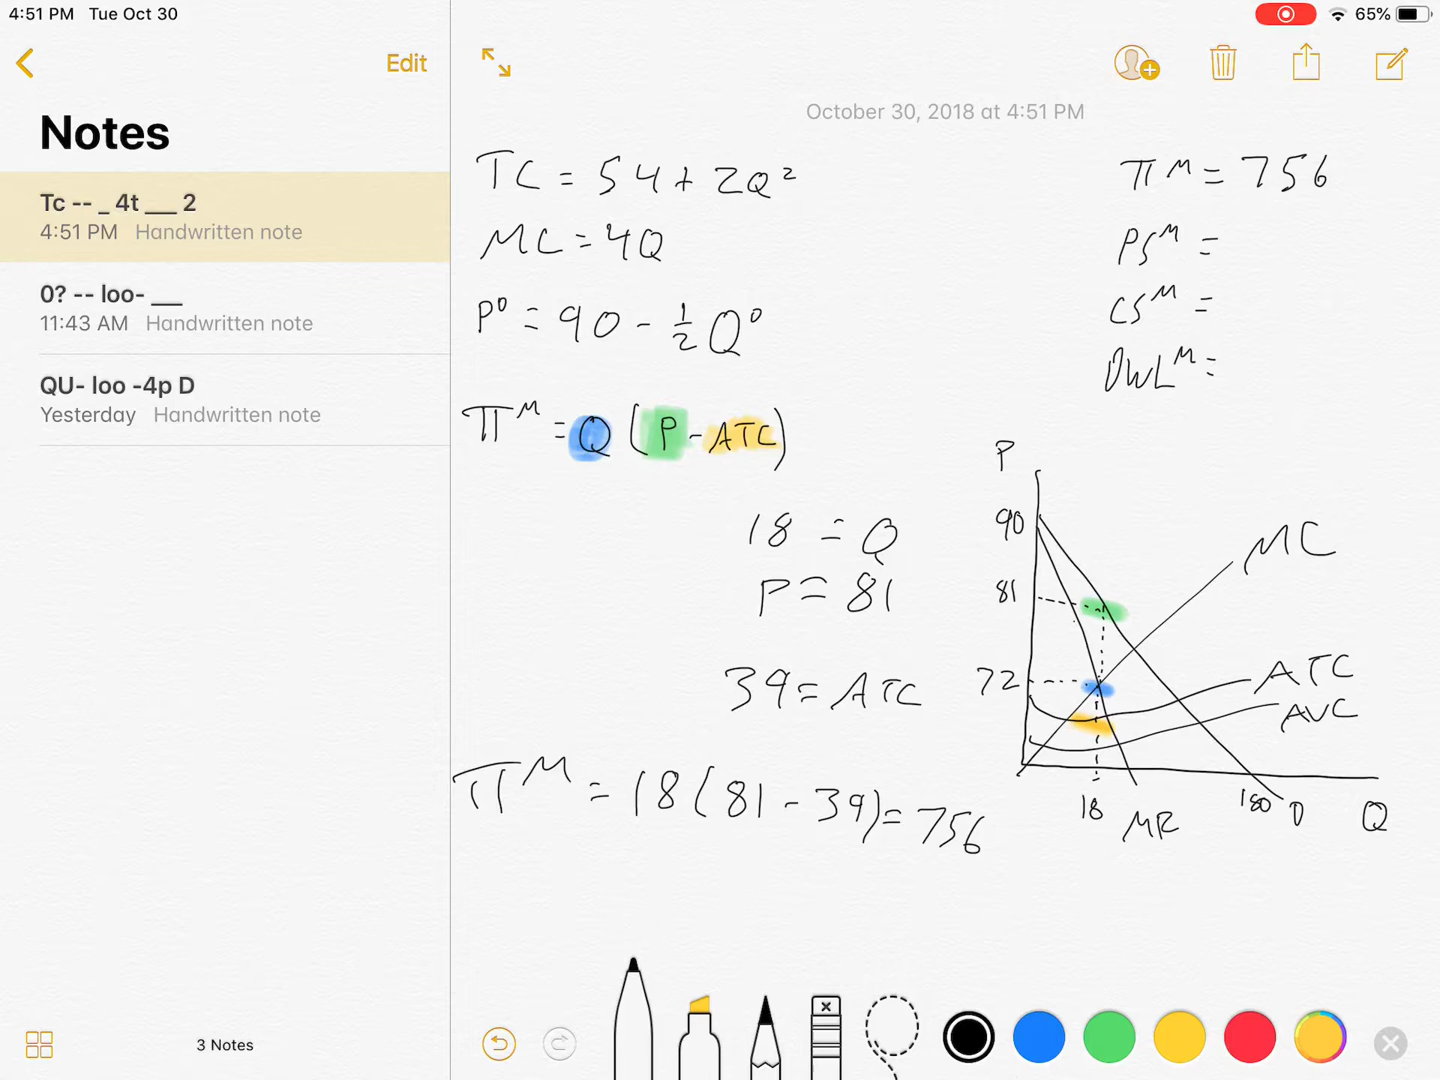 4:51 PM Tue Oct 30
65%
Edit
Notes
Tc -- _ 4t ___ 2
4:51 PM Handwritten note
0? -- loo- ___
11:43 AM Handwritten note
QU- loo -4p D
Yesterday Handwritten note
3 Notes
October 30, 2018 at 4:51 PM
TC = 54 + 2Q²
MC = 4Q
Pᴰ = 90 - ½Qᴰ
πᴹ = Q (P - ATC)
18 = Q
P = 81
39 = ATC
πᴹ = 18(81 - 39) = 756
πᴹ = 756
PSᴹ =
CSᴹ =
DWLᴹ =
P
90
MC
81
72
ATC
AVC
18
MR
180
D
Q